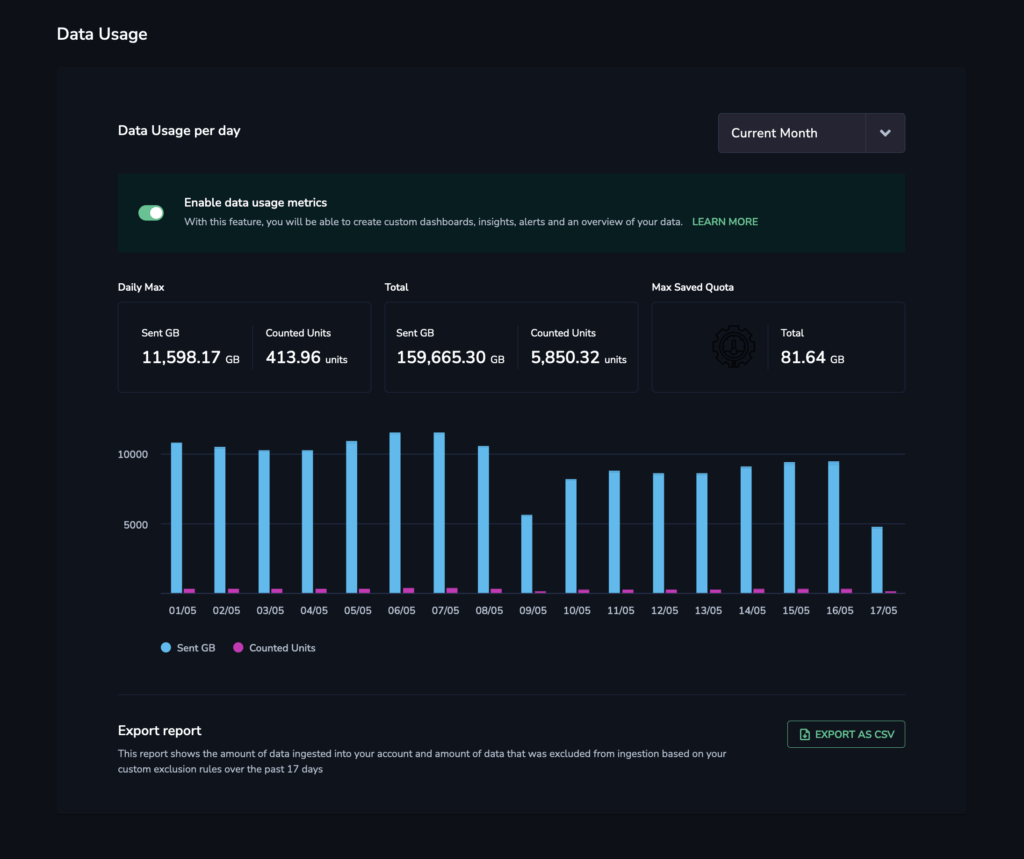 Data Usage
Data Usage per day
Current Month
Enable data usage metrics
With this feature, you will be able to create custom dashboards, insights, alerts and an overview of your data. LEARN MORE
Daily Max
Total
Max Saved Quota
Sent GB
Counted Units
Sent GB
Counted Units
Total
11,598.17 GB
413.96 units
159,665.30 GB
5,850.32 units
81.64 GB
10000
5000
01/05 02/05 03/05 04/05 05/05 06/05 07/05 08/05 09/05 10/05 11/05 12/05 13/05 14/05 15/05 16/05 17/05
Sent GB
Counted Units
Export report
EXPORT AS CSV
This report shows the amount of data ingested into your account and amount of data that was excluded from ingestion based on your
custom exclusion rules over the past 17 days